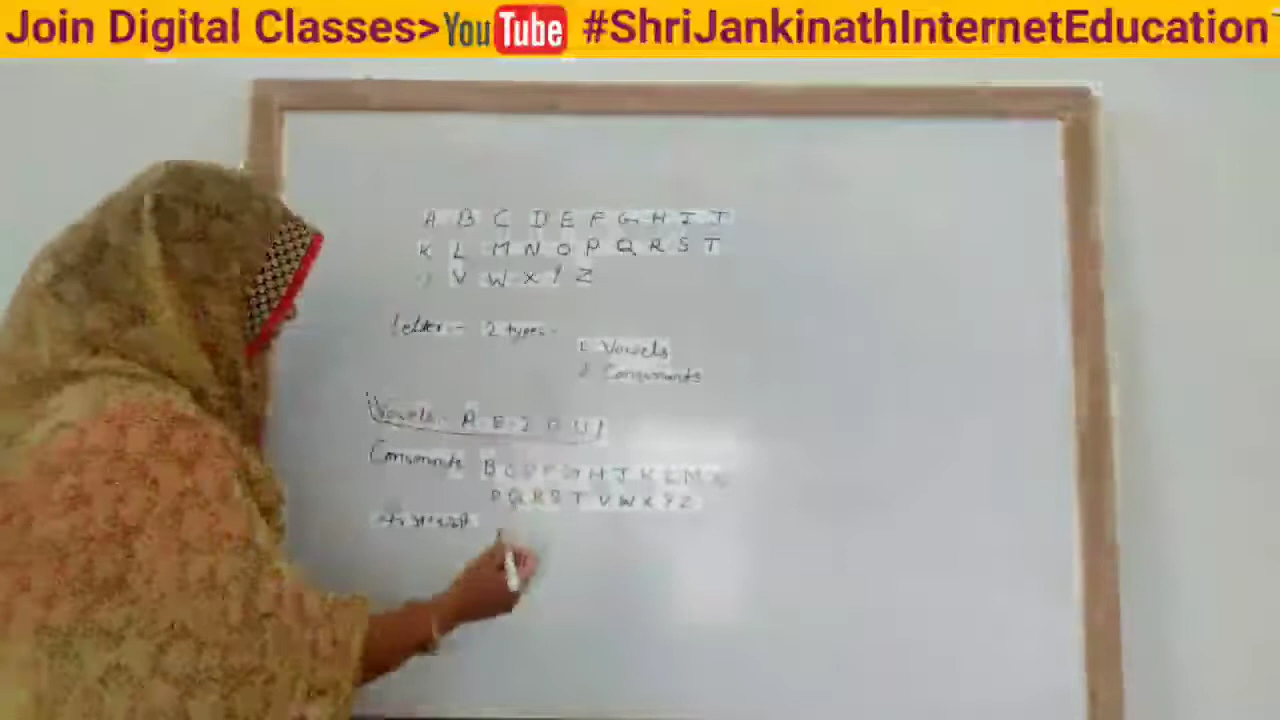 Join Digital Classes> YouTube #ShriJankinathInternetEducation
A B C D E F G H I J
K L M N O P Q R S T
V W X Y Z
Letter - 2 types -
1. Vowels
2 Consonants
Vowels - A E I O U
Consonants B C D F G H J K L M N
P Q R S T V W X Y Z